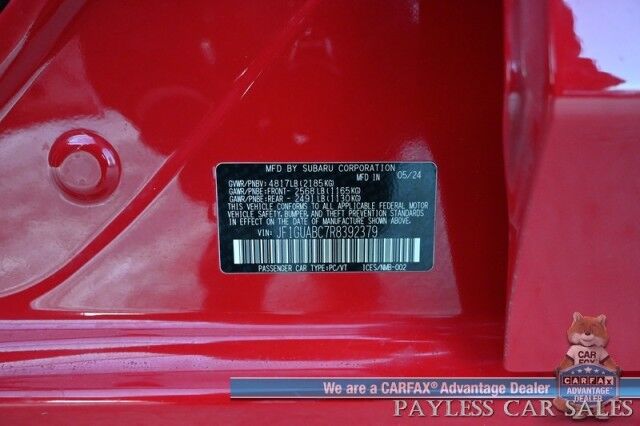 MFD BY SUBARU CORPORATION
MFD IN 05/24
GVWR/PNBV: 4817LB(2185KG)
GAWR/PNBE:FRONT- 2568LB(1165KG)
GAWR/PNBE:REAR - 2491LB(1130KG)
THIS VEHICLE CONFORMS TO ALL
APPLICABLE FEDERAL MOTOR VEHICLE
SAFETY, BUMPER, AND THEFT PREVENTION
STANDARDS IN EFFECT ON THE DATE
OF MANUFACTURE SHOWN ABOVE.
VIN: JF1GUABC7R8392379
PASSENGER CAR TYPE:PC/VT ICES/NMB-002
CAR
FOX
CARFAX
ADVANTAGE
DEALER
We are a CARFAX® Advantage Dealer
PAYLESS CAR SALES